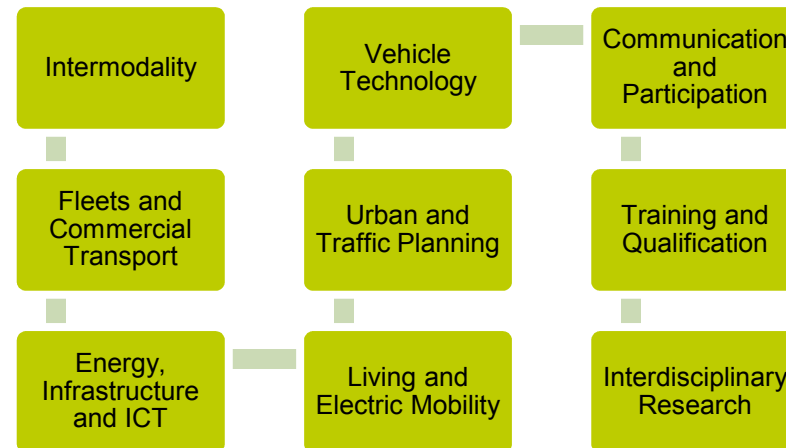 Intermodality
Fleets and
Commercial
Transport
Energy,
Infrastructure
and ICT
Living and
Electric Mobility
Urban and
Traffic Planning
Vehicle
Technology
Communication
and
Participation
Training and
Qualification
Interdisciplinary
Research